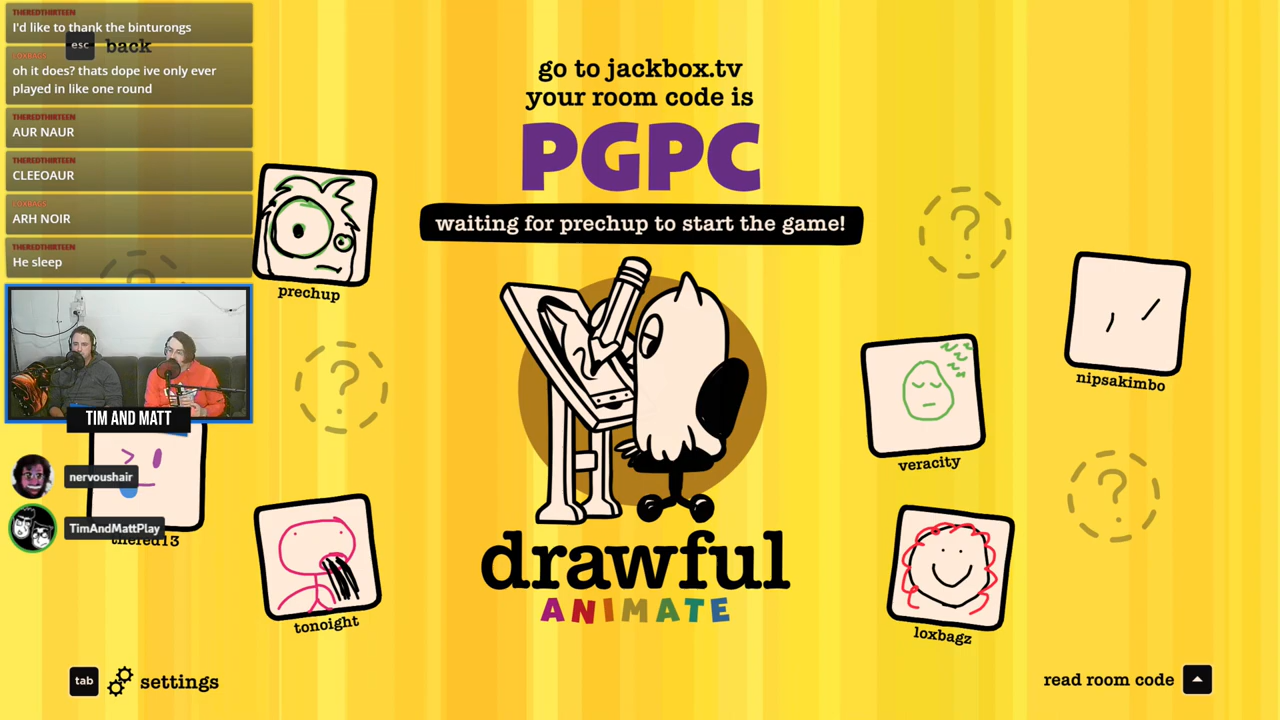 THEREDTHIRTEEN
I'd like to thank the binturongs
esc back
LOXBAGS
oh it does? thats dope ive only ever
played in like one round
THEREDTHIRTEEN
AUR NAUR
THEREDTHIRTEEN
CLEEOAUR
LOXBAGS
ARH NOIR
THEREDTHIRTEEN
He sleep
TIM AND MATT
nervoushair
TimAndMattPlay
thered13
go to jackbox.tv
your room code is
PGPC
waiting for prechup to start the game!
prechup
tonoight
veracity
nipsakimbo
loxbagz
drawful
ANIMATE
tab settings
read room code